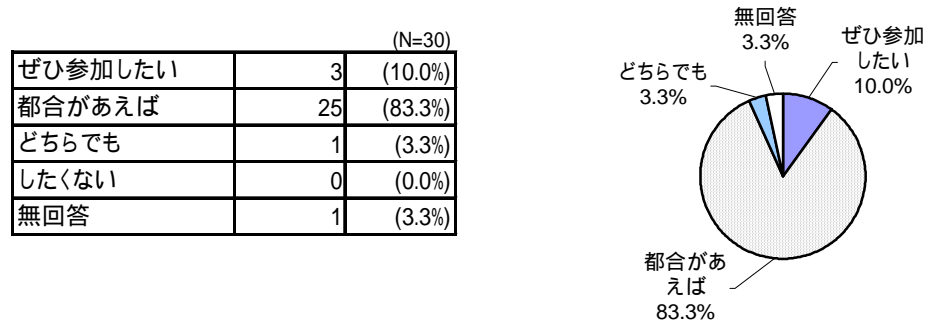 (N=30)
ぜひ参加したい 3 (10.0%)
都合があえば 25 (83.3%)
どちらでも 1 (3.3%)
したくない 0 (0.0%)
無回答 1 (3.3%)
無回答
3.3%
ぜひ参加
したい
10.0%
どちらでも
3.3%
都合があ
えば
83.3%